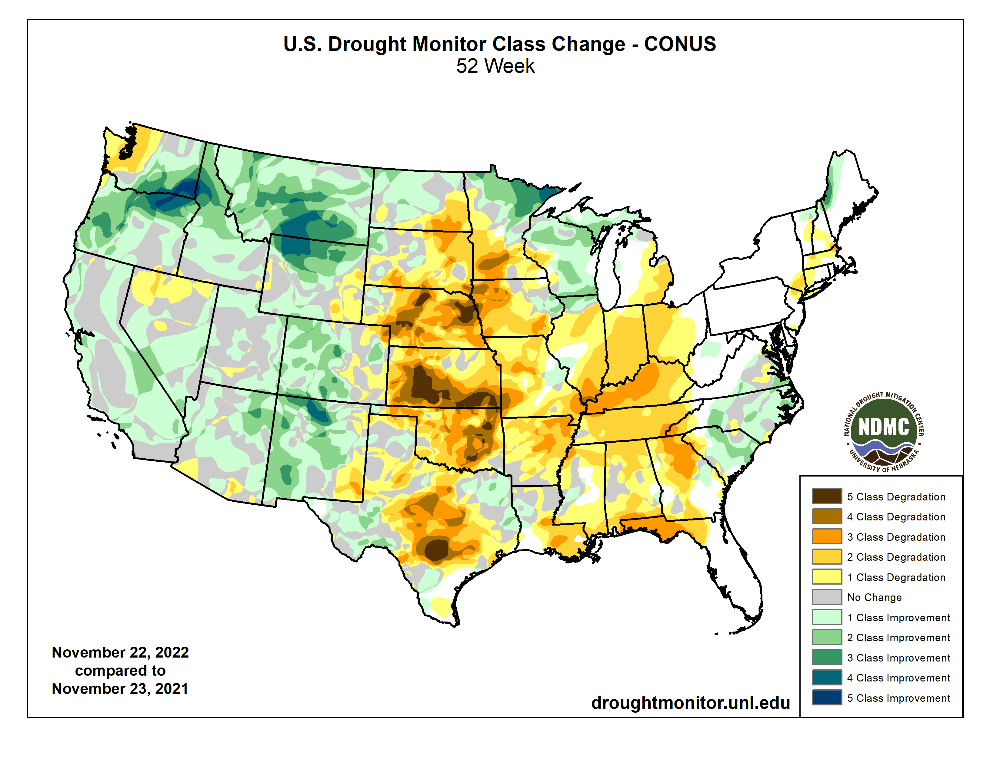 U.S. Drought Monitor Class Change - CONUS
52 Week
NATIONAL DROUGHT MITIGATION CENTER
NDMC
UNIVERSITY OF NEBRASKA
5 Class Degradation
4 Class Degradation
3 Class Degradation
2 Class Degradation
1 Class Degradation
No Change
1 Class Improvement
2 Class Improvement
3 Class Improvement
4 Class Improvement
5 Class Improvement
November 22, 2022
compared to
November 23, 2021
droughtmonitor.unl.edu